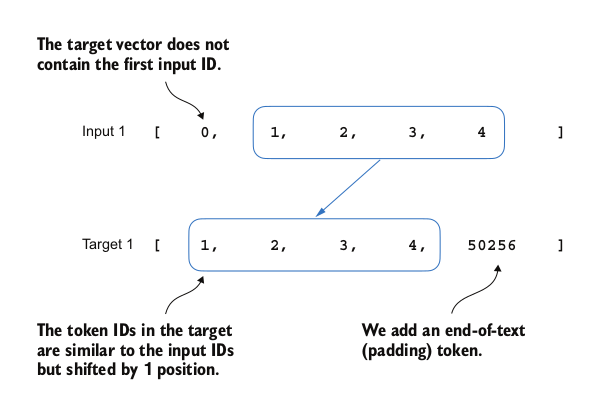 The target vector does not
contain the first input ID.
Input 1 [ 0, 1, 2, 3, 4 ]
Target 1 [ 1, 2, 3, 4, 50256 ]
The token IDs in the target
are similar to the input IDs
but shifted by 1 position.
We add an end-of-text
(padding) token.